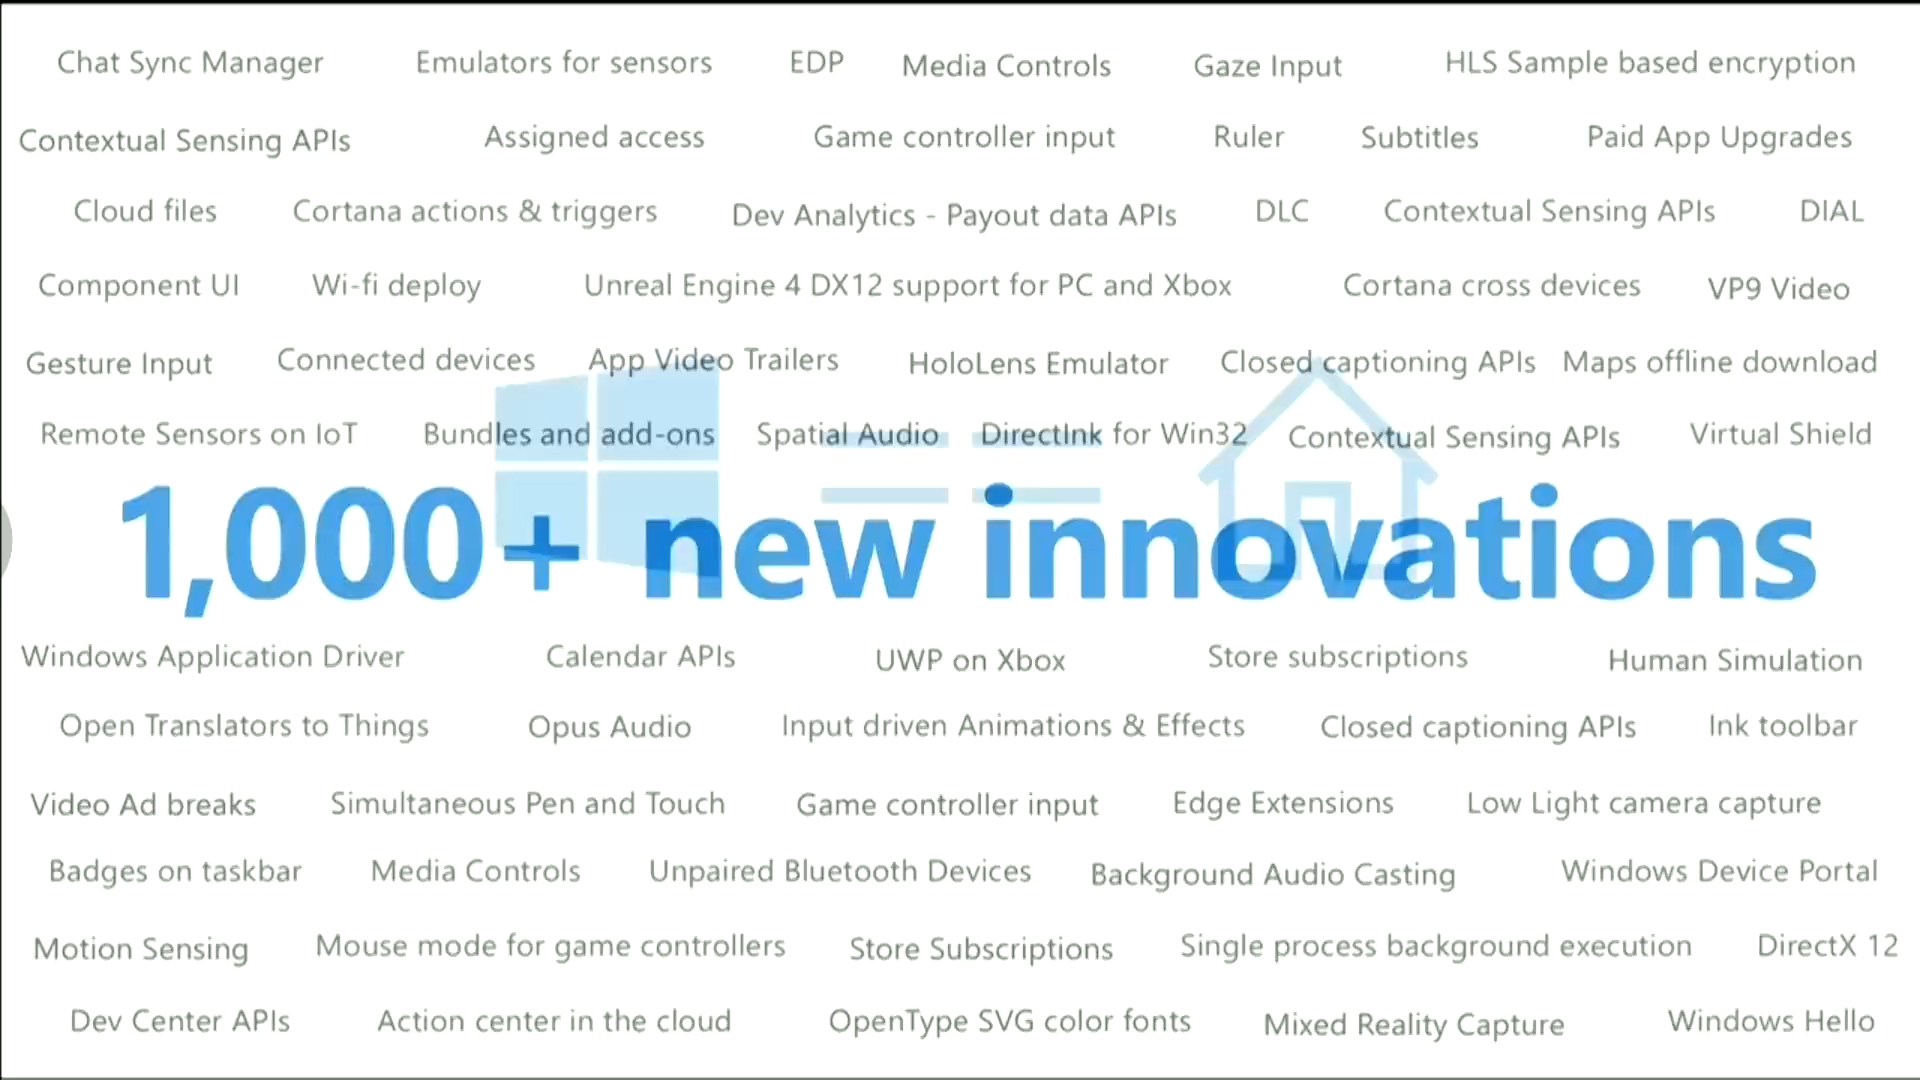 Chat Sync Manager Emulators for sensors EDP Media Controls Gaze Input HLS Sample based encryption
Contextual Sensing APIs Assigned access Game controller input Ruler Subtitles Paid App Upgrades
Cloud files Cortana actions & triggers Dev Analytics - Payout data APIs DLC Contextual Sensing APIs DIAL
Component UI Wi-fi deploy Unreal Engine 4 DX12 support for PC and Xbox Cortana cross devices VP9 Video
Gesture Input Connected devices App Video Trailers HoloLens Emulator Closed captioning APIs Maps offline download
Remote Sensors on IoT Bundles and add-ons Spatial Audio DirectInk for Win32 Contextual Sensing APIs Virtual Shield
1,000+ new innovations
Windows Application Driver Calendar APIs UWP on Xbox Store subscriptions Human Simulation
Open Translators to Things Opus Audio Input driven Animations & Effects Closed captioning APIs Ink toolbar
Video Ad breaks Simultaneous Pen and Touch Game controller input Edge Extensions Low Light camera capture
Badges on taskbar Media Controls Unpaired Bluetooth Devices Background Audio Casting Windows Device Portal
Motion Sensing Mouse mode for game controllers Store Subscriptions Single process background execution DirectX 12
Dev Center APIs Action center in the cloud OpenType SVG color fonts Mixed Reality Capture Windows Hello